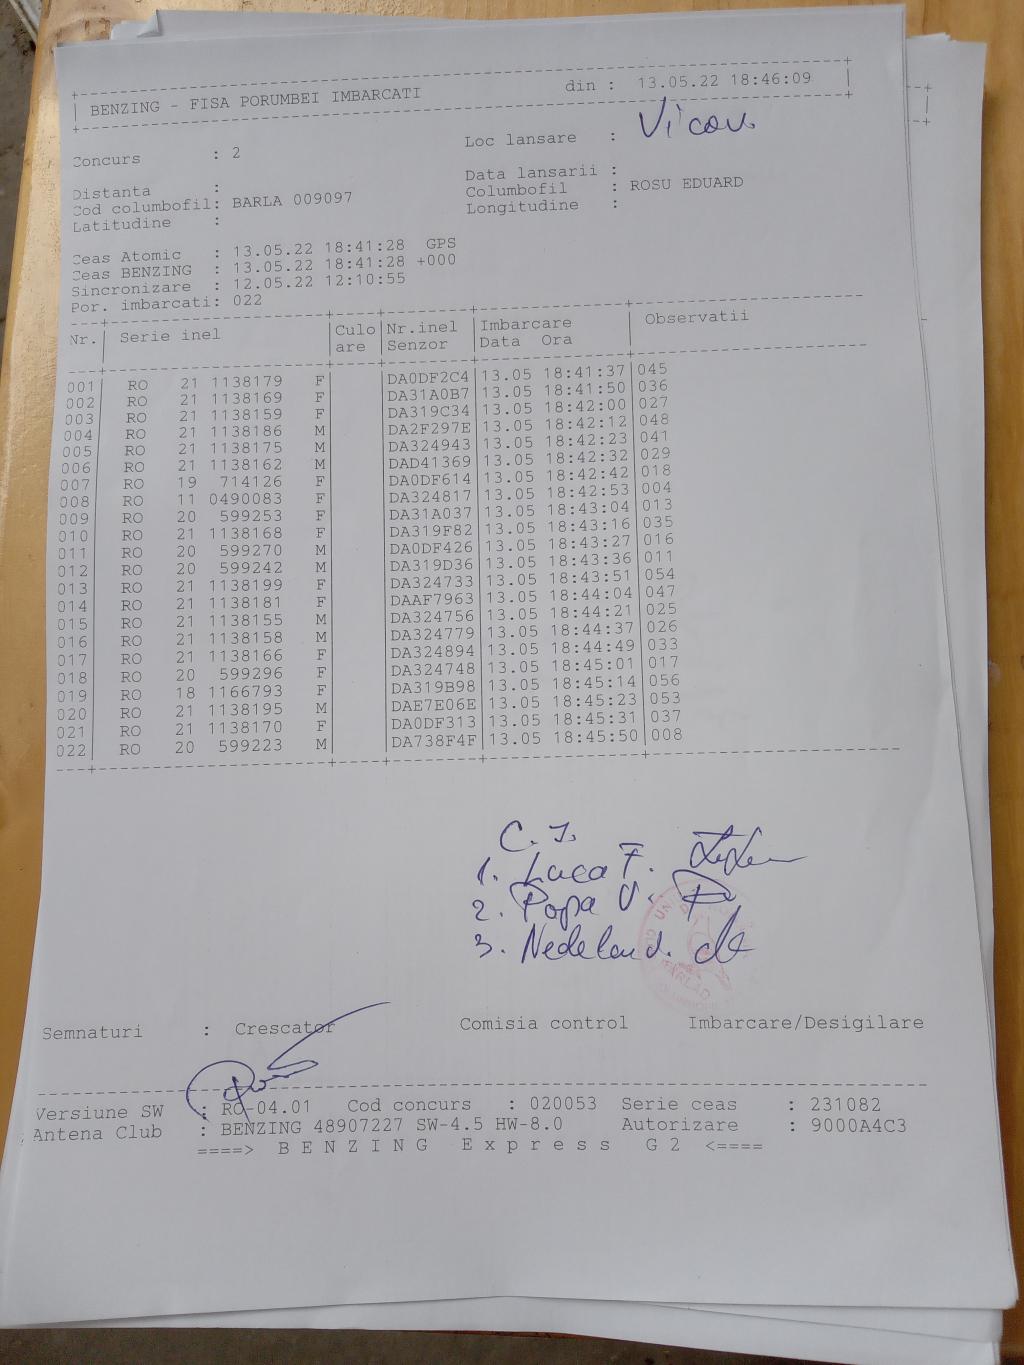 BENZING - FISA PORUMBEI IMBARCATI din : 13.05.22 18:46:09
Concurs : 2 Loc lansare : Vicov
Distanta : Data lansarii :
Cod columbofil: BARLA 009097 Columbofil : ROSU EDUARD
Latitudine : Longitudine :
Ceas Atomic : 13.05.22 18:41:28 GPS
Ceas BENZING : 13.05.22 18:41:28 +000
Sincronizare : 12.05.22 12:10:55
Por. imbarcati: 022
Nr. Serie inel Culo Nr.inel Imbarcare Observatii
are Senzor Data Ora
001 RO 21 1138179 F DA0DF2C4 13.05 18:41:37 045
002 RO 21 1138169 F DA31A0B7 13.05 18:41:50 036
003 RO 21 1138159 F DA319C34 13.05 18:42:00 027
004 RO 21 1138186 M DA2F297E 13.05 18:42:12 048
005 RO 21 1138175 M DA324943 13.05 18:42:23 041
006 RO 21 1138162 M DAD41369 13.05 18:42:32 029
007 RO 19 714126 F DA0DF614 13.05 18:42:42 018
008 RO 11 0490083 F DA324817 13.05 18:42:53 004
009 RO 20 599253 F DA31A037 13.05 18:43:04 013
010 RO 21 1138168 F DA319F82 13.05 18:43:16 035
011 RO 20 599270 M DA0DF426 13.05 18:43:27 016
012 RO 20 599242 M DA319D36 13.05 18:43:36 011
013 RO 21 1138199 F DA324733 13.05 18:43:51 054
014 RO 21 1138181 F DAAF7963 13.05 18:44:04 047
015 RO 21 1138155 M DA324756 13.05 18:44:21 025
016 RO 21 1138158 M DA324779 13.05 18:44:37 026
017 RO 21 1138166 F DA324894 13.05 18:44:49 033
018 RO 20 599296 F DA324748 13.05 18:45:01 017
019 RO 18 1166793 F DA319B98 13.05 18:45:14 056
020 RO 21 1138195 M DAE7E06E 13.05 18:45:23 053
021 RO 21 1138170 F DA0DF313 13.05 18:45:31 037
022 RO 20 599223 M DA738F4F 13.05 18:45:50 008
C. I.
1. Luca F.
2. Popa V.
3. Nedel
Semnaturi : Crescator Comisia control Imbarcare/Desigilare
Versiune SW : RO-04.01 Cod concurs : 020053 Serie ceas : 231082
Antena Club : BENZING 48907227 SW-4.5 HW-8.0 Autorizare : 9000A4C3
====> B E N Z I N G E x p r e s s G 2 <====